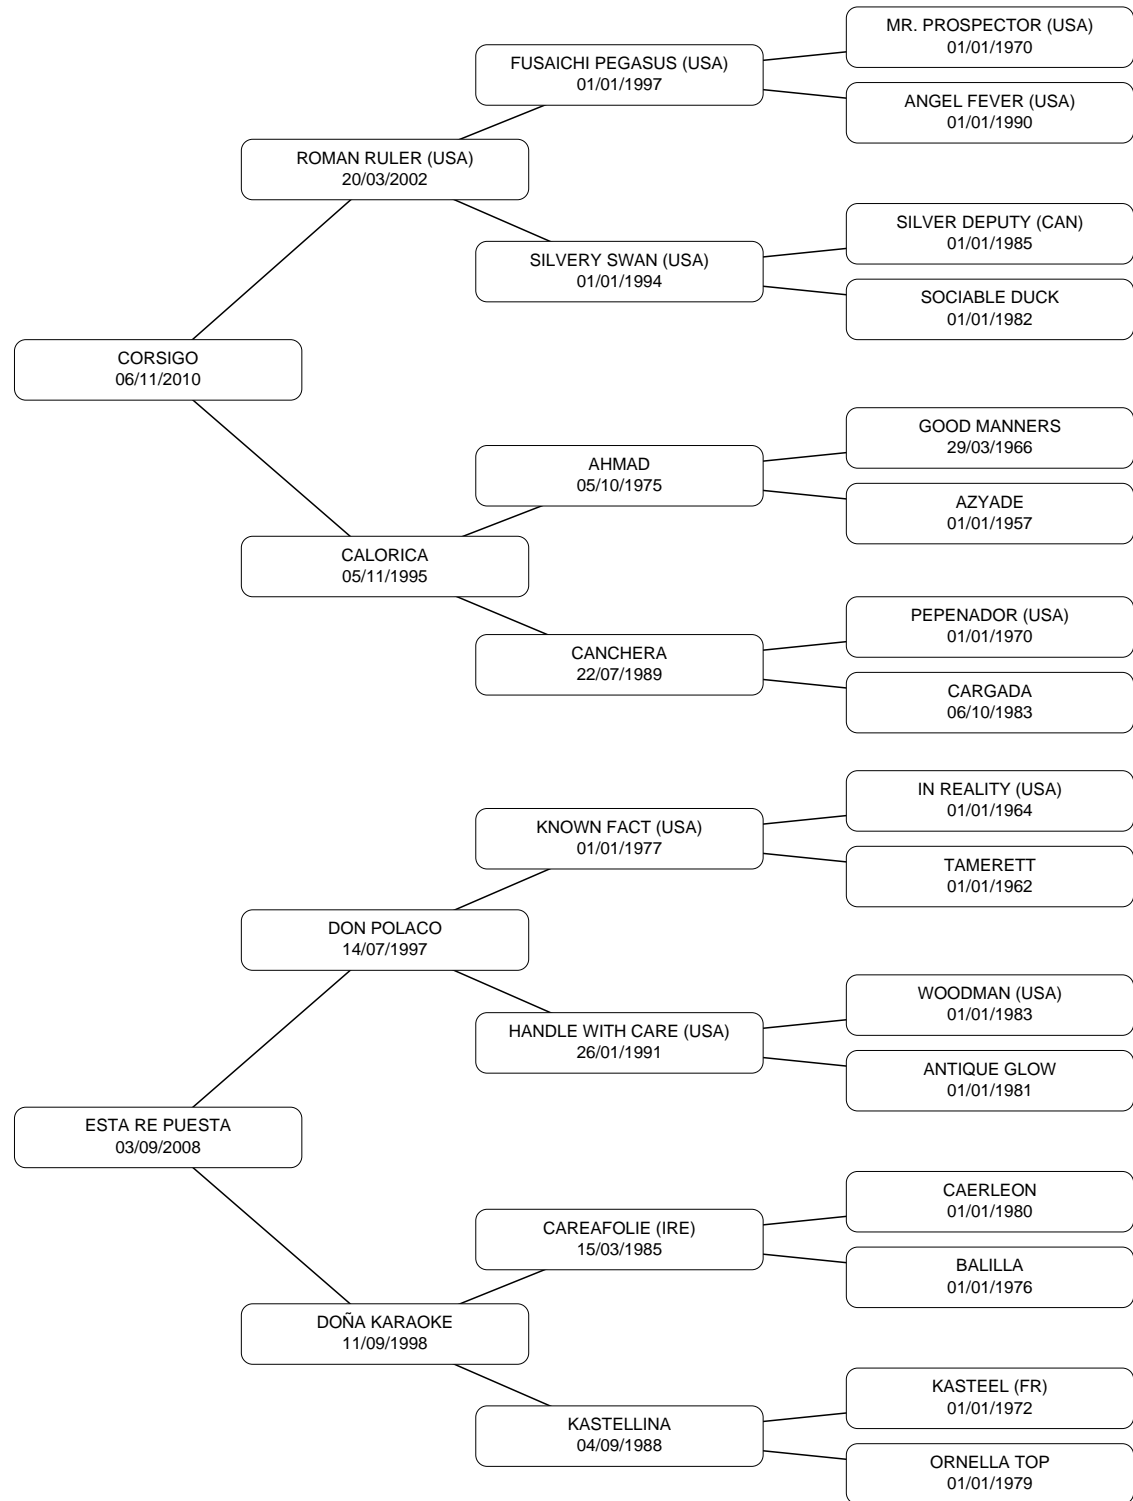 MR. PROSPECTOR (USA)
01/01/1970
FUSAICHI PEGASUS (USA)
01/01/1997
ANGEL FEVER (USA)
01/01/1990
ROMAN RULER (USA)
20/03/2002
SILVER DEPUTY (CAN)
01/01/1985
SILVERY SWAN (USA)
01/01/1994
SOCIABLE DUCK
01/01/1982
CORSIGO
06/11/2010
GOOD MANNERS
29/03/1966
AHMAD
05/10/1975
AZYADE
01/01/1957
CALORICA
05/11/1995
PEPENADOR (USA)
01/01/1970
CANCHERA
22/07/1989
CARGADA
06/10/1983
IN REALITY (USA)
01/01/1964
KNOWN FACT (USA)
01/01/1977
TAMERETT
01/01/1962
DON POLACO
14/07/1997
WOODMAN (USA)
01/01/1983
HANDLE WITH CARE (USA)
26/01/1991
ANTIQUE GLOW
01/01/1981
ESTA RE PUESTA
03/09/2008
CAERLEON
01/01/1980
CAREAFOLIE (IRE)
15/03/1985
BALILLA
01/01/1976
DOÑA KARAOKE
11/09/1998
KASTEEL (FR)
01/01/1972
KASTELLINA
04/09/1988
ORNELLA TOP
01/01/1979